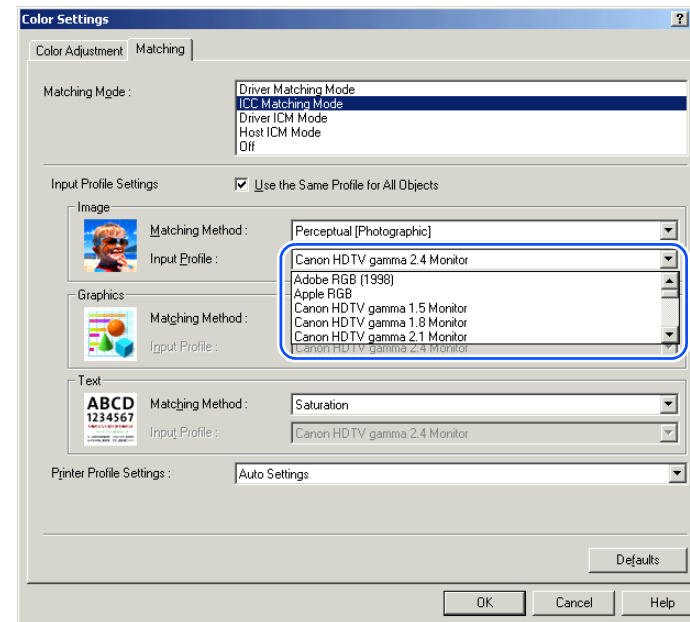 Color Settings
?
Color Adjustment Matching
Matching Mode :
Driver Matching Mode
ICC Matching Mode
Driver ICM Mode
Host ICM Mode
Off
Input Profile Settings
Use the Same Profile for All Objects
Image
Matching Method :
Perceptual [Photographic]
Input Profile :
Canon HDTV gamma 2.4 Monitor
Adobe RGB (1998)
Apple RGB
Canon HDTV gamma 1.5 Monitor
Canon HDTV gamma 1.8 Monitor
Canon HDTV gamma 2.1 Monitor
Graphics
Matching Method :
Input Profile :
Canon HDTV gamma 2.4 Monitor
Text
ABCD
1234567
Matching Method :
Saturation
Input Profile :
Canon HDTV gamma 2.4 Monitor
Printer Profile Settings :
Auto Settings
Defaults
OK Cancel Help